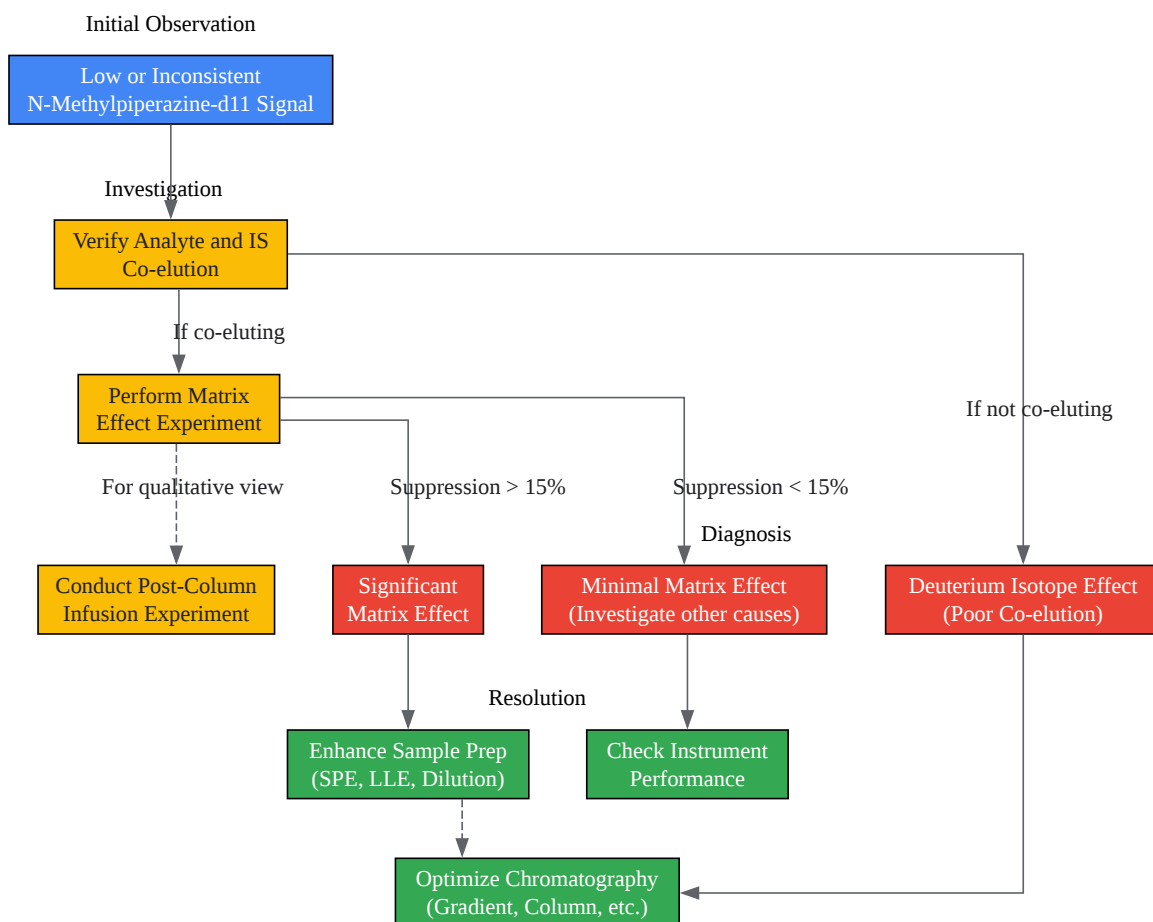 Initial Observation
Low or Inconsistent
N-Methylpiperazine-d11 Signal
Investigation
Verify Analyte and IS
Co-elution
If co-eluting
Perform Matrix
Effect Experiment
If not co-eluting
For qualitative view
Suppression > 15%
Suppression < 15%
Diagnosis
Conduct Post-Column
Infusion Experiment
Significant
Matrix Effect
Minimal Matrix Effect
(Investigate other causes)
Deuterium Isotope Effect
(Poor Co-elution)
Resolution
Enhance Sample Prep
(SPE, LLE, Dilution)
Check Instrument
Performance
Optimize Chromatography
(Gradient, Column, etc.)